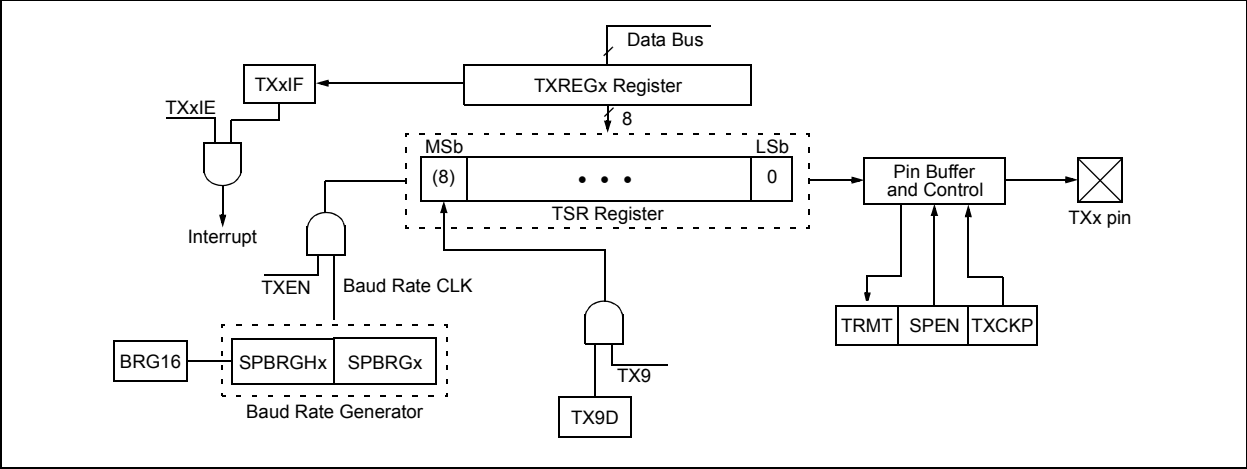 Data Bus
TXxIF
TXREGx Register
TXxIE
8
MSb
LSb
(8)
• • •
0
Pin Buffer
and Control
TSR Register
TXx pin
Interrupt
TXEN
Baud Rate CLK
TRMT
SPEN
TXCKP
BRG16
SPBRGHx
SPBRGx
TX9
Baud Rate Generator
TX9D